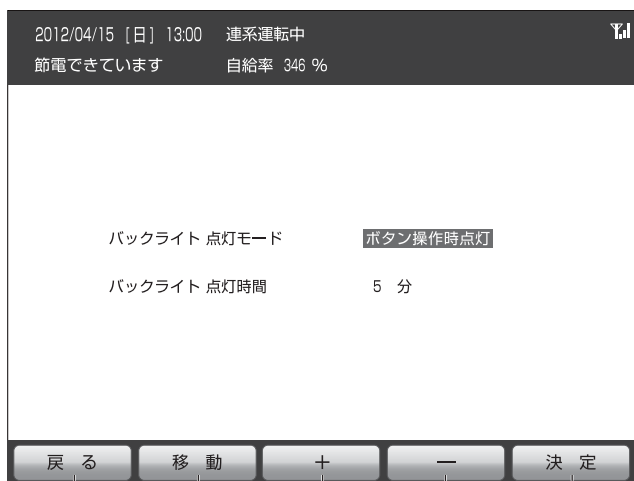 2012/04/15 [日] 13:00 連系運転中
節電できています 自給率 346 %
バックライト 点灯モード ボタン操作時点灯
バックライト 点灯時間 5 分
戻る 移動 + － 決定